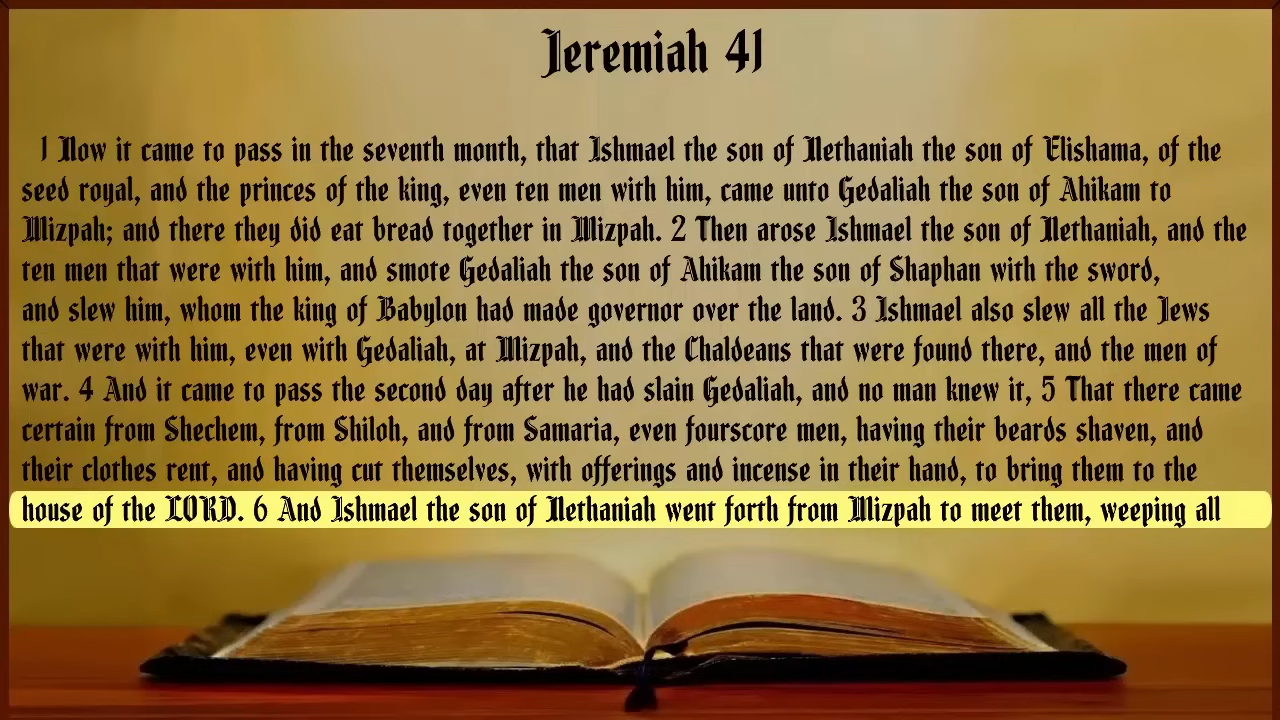 Jeremiah 41
1 Now it came to pass in the seventh month, that Ishmael the son of Nethaniah the son of Elishama, of the
seed royal, and the princes of the king, even ten men with him, came unto Gedaliah the son of Ahikam to
Mizpah; and there they did eat bread together in Mizpah. 2 Then arose Ishmael the son of Nethaniah, and the
ten men that were with him, and smote Gedaliah the son of Ahikam the son of Shaphan with the sword,
and slew him, whom the king of Babylon had made governor over the land. 3 Ishmael also slew all the Jews
that were with him, even with Gedaliah, at Mizpah, and the Chaldeans that were found there, and the men of
war. 4 And it came to pass the second day after he had slain Gedaliah, and no man knew it, 5 That there came
certain from Shechem, from Shiloh, and from Samaria, even fourscore men, having their beards shaven, and
their clothes rent, and having cut themselves, with offerings and incense in their hand, to bring them to the
house of the LORD. 6 And Ishmael the son of Nethaniah went forth from Mizpah to meet them, weeping all